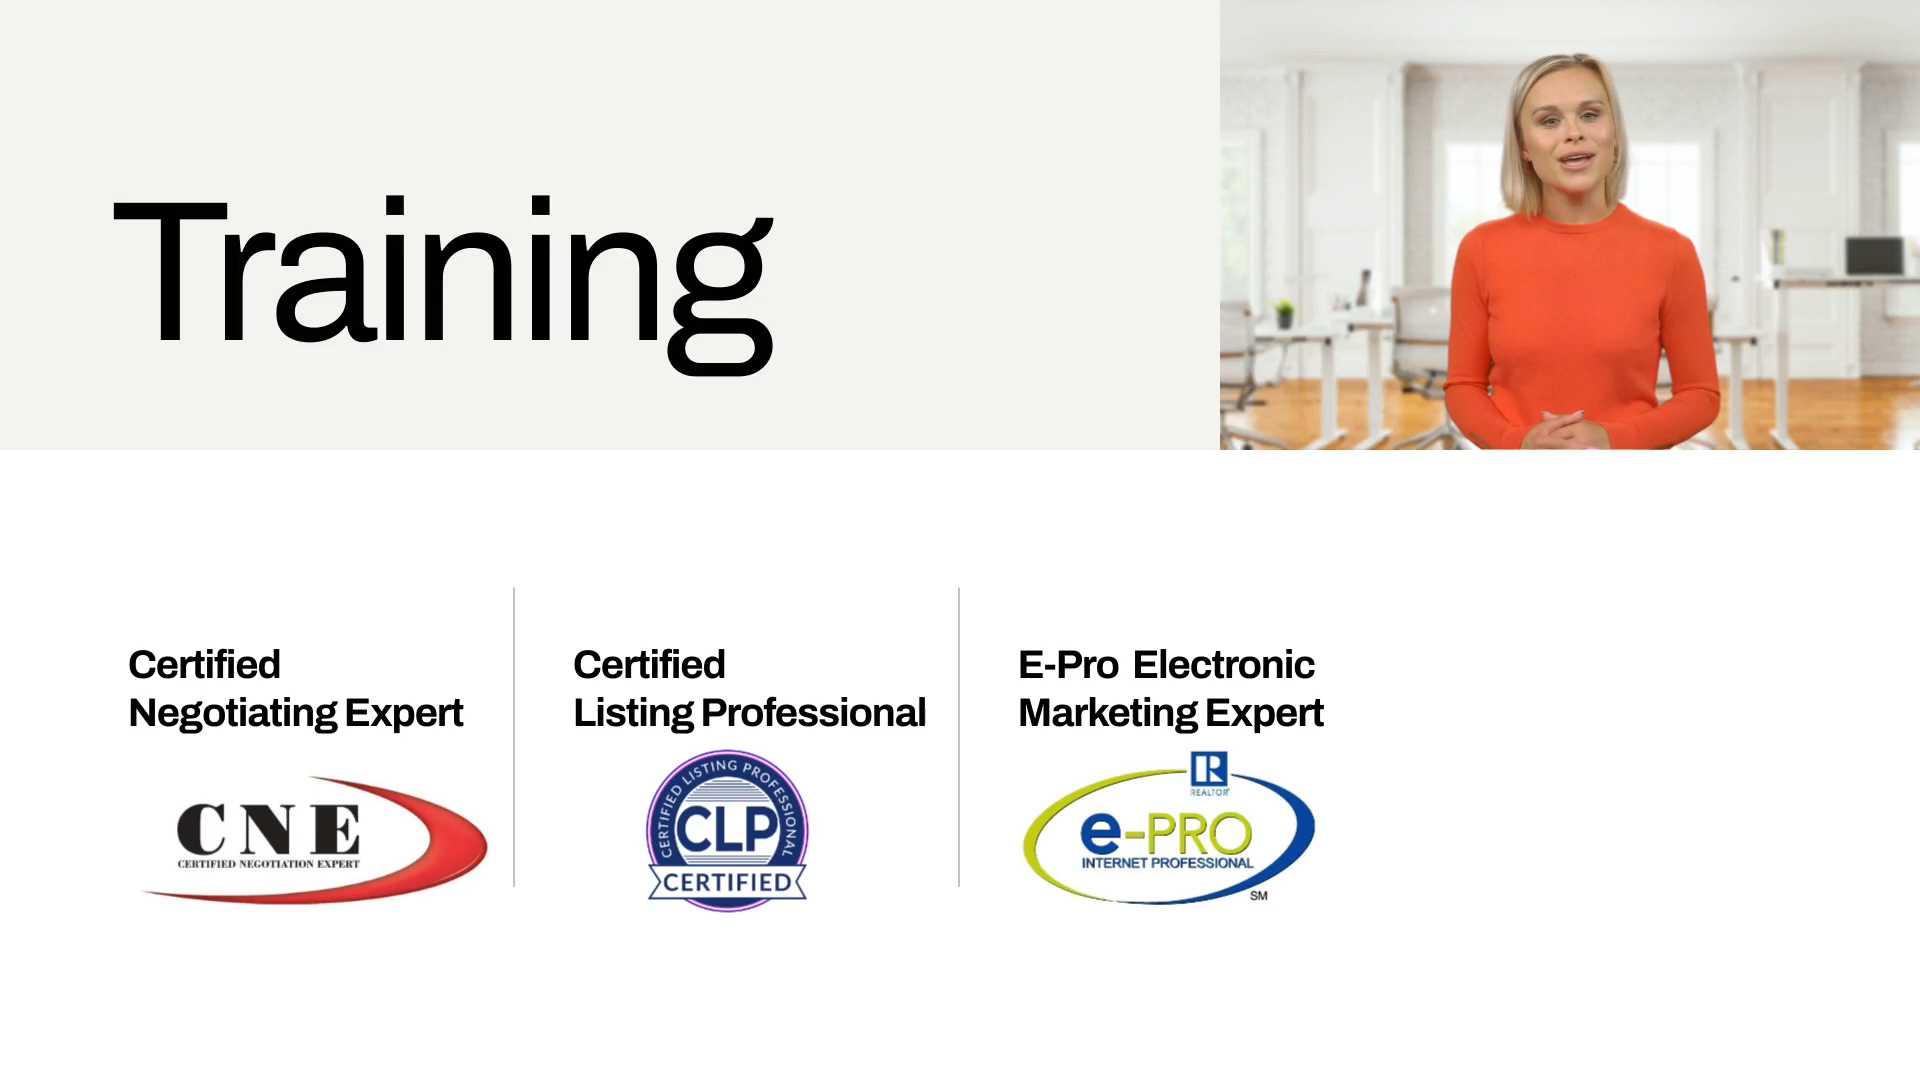 Training
Certified
Negotiating Expert
CNE
CERTIFIED NEGOTIATION EXPERT
Certified
Listing Professional
CERTIFIED LISTING PROFESSIONAL
CLP
CERTIFIED
E-Pro Electronic
Marketing Expert
R
REALTOR®
e-PRO
INTERNET PROFESSIONAL
SM